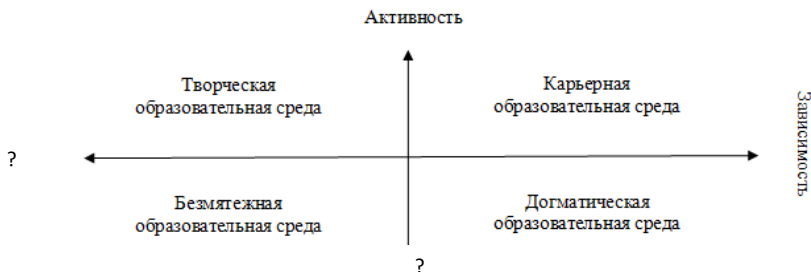 Активность
Творческая
образовательная среда
Карьерная
образовательная среда
Зависимость
?
Безмятежная
образовательная среда
Догматическая
образовательная среда
?